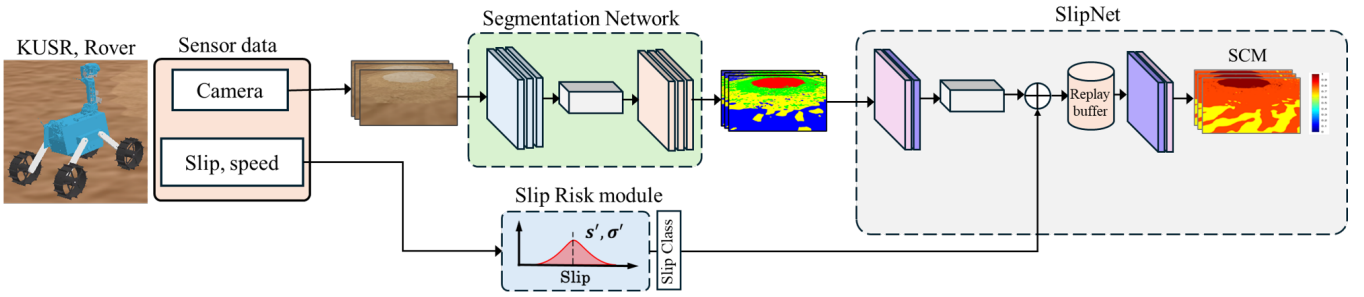 KUSR, Rover
Sensor data
Camera
Slip, speed
Segmentation Network
Slip Risk module
s′, σ′
Slip
Slip Class
SlipNet
Replay
buffer
SCM